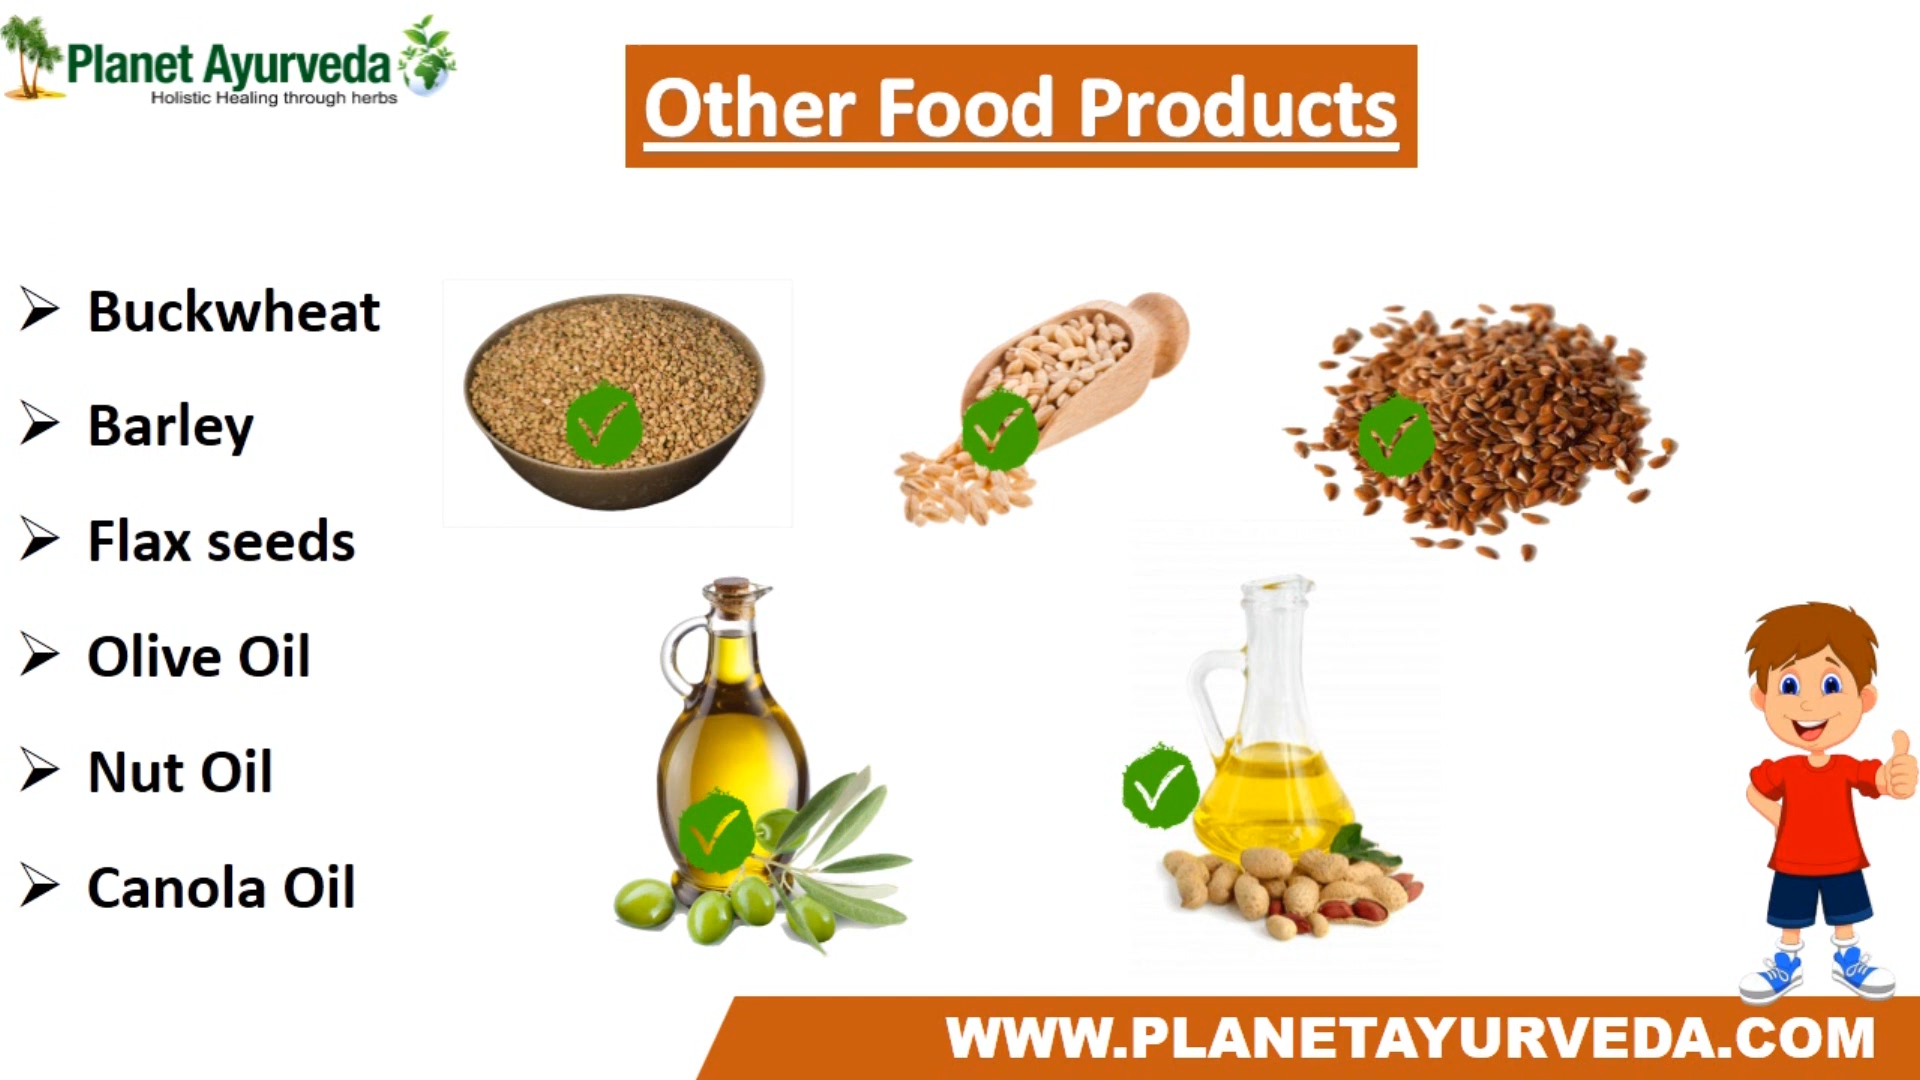 Planet Ayurveda
Holistic Healing through herbs
Other Food Products
Buckwheat
Barley
Flax seeds
Olive Oil
Nut Oil
Canola Oil
WWW.PLANETAYURVEDA.COM